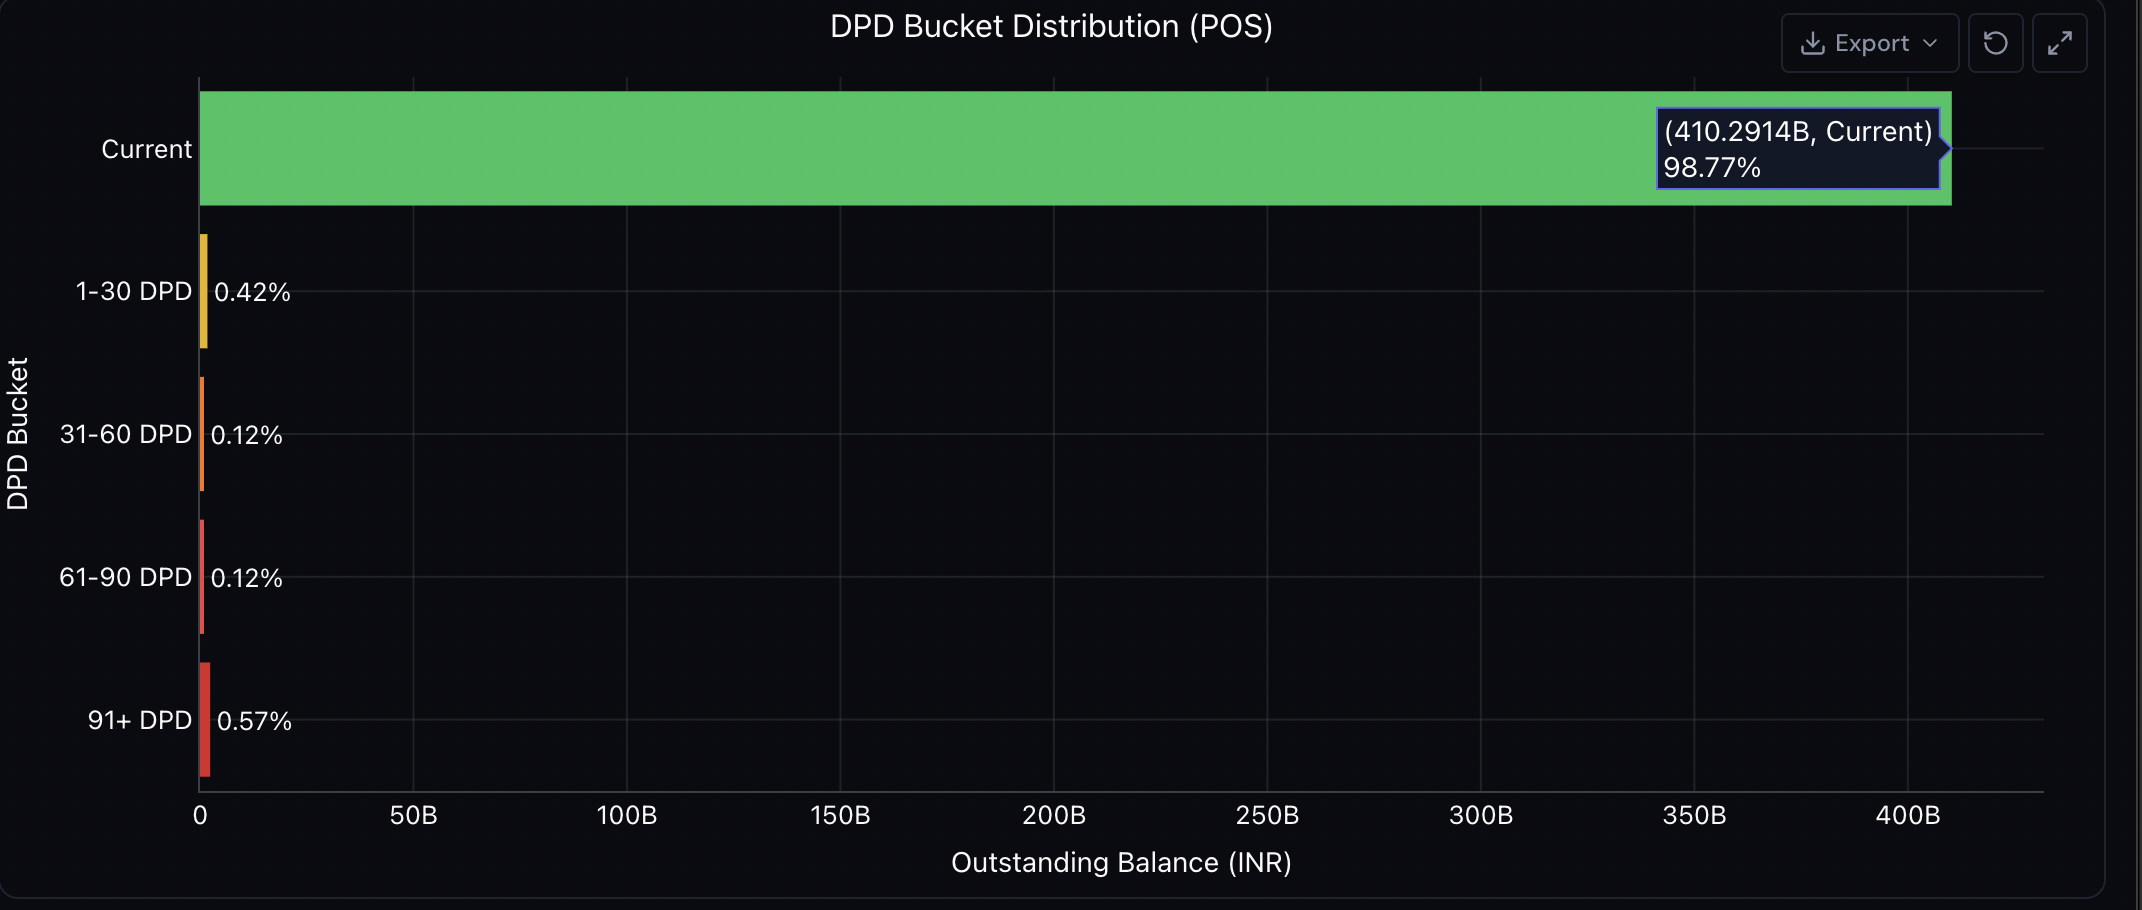 DPD Bucket Distribution (POS)
Export
Current
(410.2914B, Current)
98.77%
1-30 DPD
0.42%
31-60 DPD
0.12%
61-90 DPD
0.12%
91+ DPD
0.57%
DPD Bucket
0
50B
100B
150B
200B
250B
300B
350B
400B
Outstanding Balance (INR)